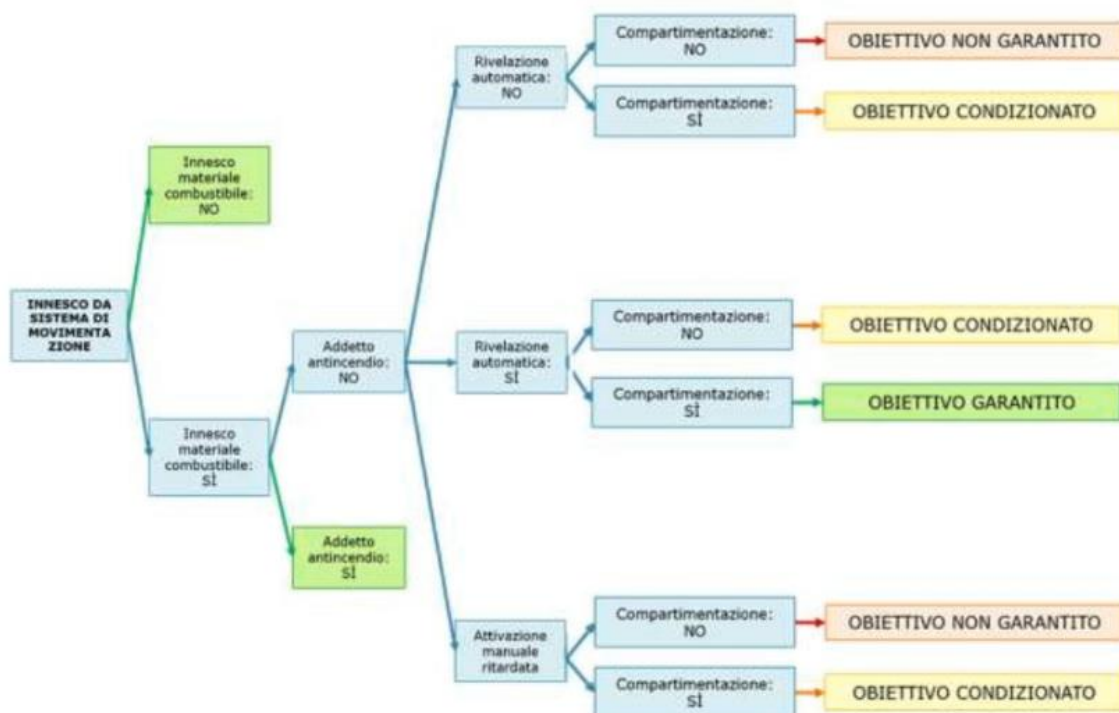 INNESCO DA
SISTEMA DI
MOVIMENTA
ZIONE
Innesco
materiale
combustibile:
NO
Innesco
materiale
combustibile:
SÌ
Addetto
antincendio:
NO
Addetto
antincendio:
SÌ
Rivelazione
automatica:
NO
Compartimentazione:
NO
OBIETTIVO NON GARANTITO
Compartimentazione:
SÌ
OBIETTIVO CONDIZIONATO
Rivelazione
automatica:
SÌ
Compartimentazione:
NO
OBIETTIVO CONDIZIONATO
Compartimentazione:
SÌ
OBIETTIVO GARANTITO
Attivazione
manuale
ritardata
Compartimentazione:
NO
OBIETTIVO NON GARANTITO
Compartimentazione:
SÌ
OBIETTIVO CONDIZIONATO